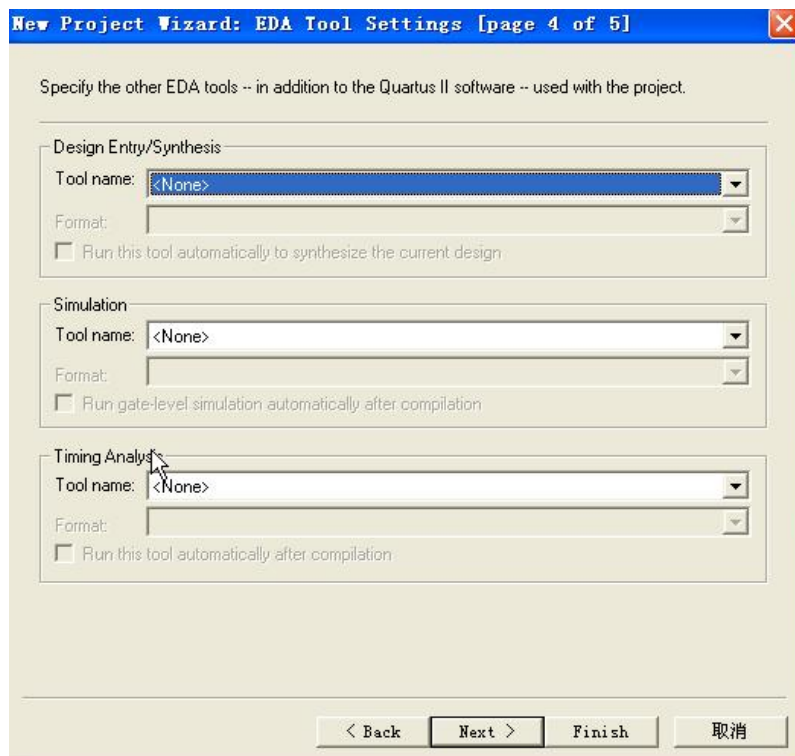 New Project Wizard: EDA Tool Settings [page 4 of 5]
Specify the other EDA tools -- in addition to the Quartus II software -- used with the project.
Design Entry/Synthesis
Tool name: <None>
Format:
Run this tool automatically to synthesize the current design
Simulation
Tool name: <None>
Format:
Run gate-level simulation automatically after compilation
Timing Analysis
Tool name: <None>
Format:
Run this tool automatically after compilation
< Back Next > Finish 取消